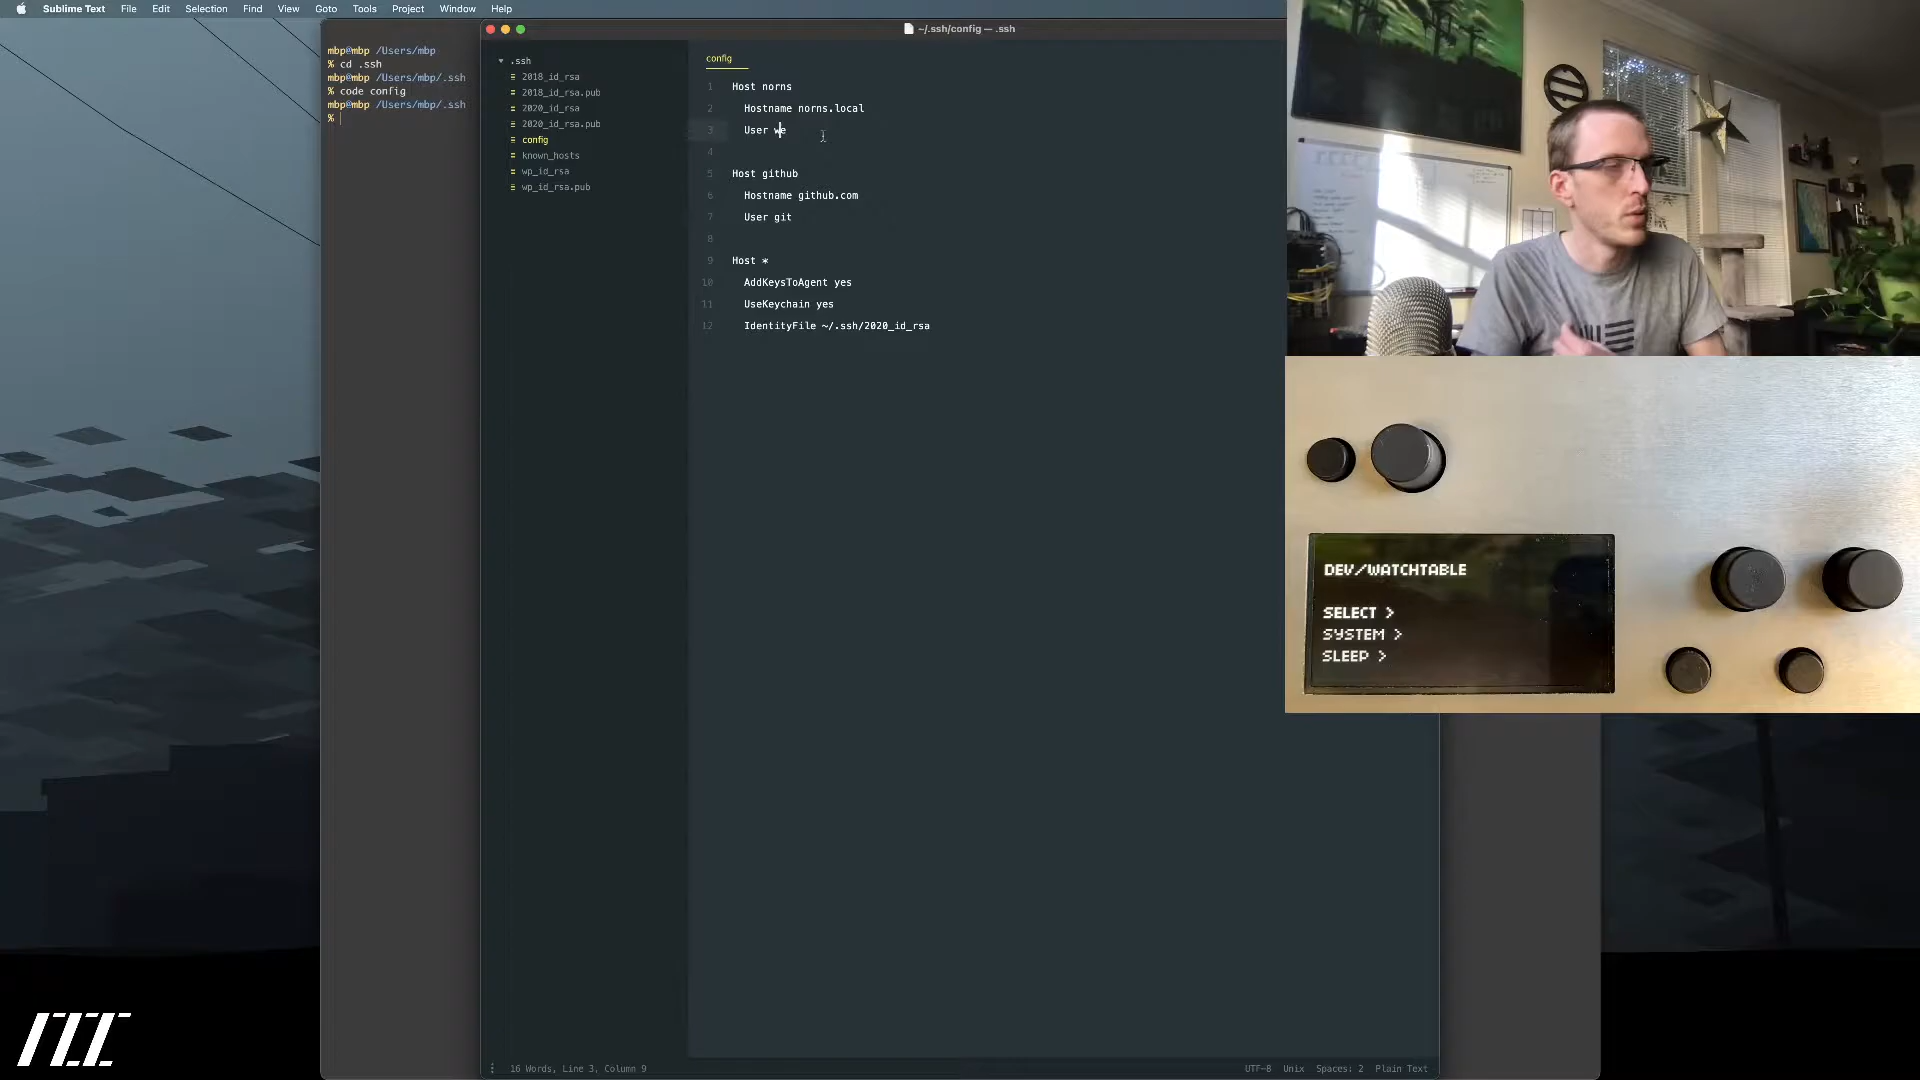 Sublime Text File Edit Selection Find View Goto Tools Project Window Help
mbp@mbp /Users/mbp
% cd .ssh
mbp@mbp /Users/mbp/.ssh
% code config
mbp@mbp /Users/mbp/.ssh
%
~/.ssh/config — .ssh
.ssh
2018_id_rsa
2018_id_rsa.pub
2020_id_rsa
2020_id_rsa.pub
config
known_hosts
wp_id_rsa
wp_id_rsa.pub
config
1 Host norns
2 Hostname norns.local
3 User we
4
5 Host github
6 Hostname github.com
7 User git
8
9 Host *
10 AddKeysToAgent yes
11 UseKeychain yes
12 IdentityFile ~/.ssh/2020_id_rsa
16 Words, Line 3, Column 9
UTF-8 Unix Spaces: 2 Plain Text
DEV/WATCHTABLE
SELECT >
SYSTEM >
SLEEP >